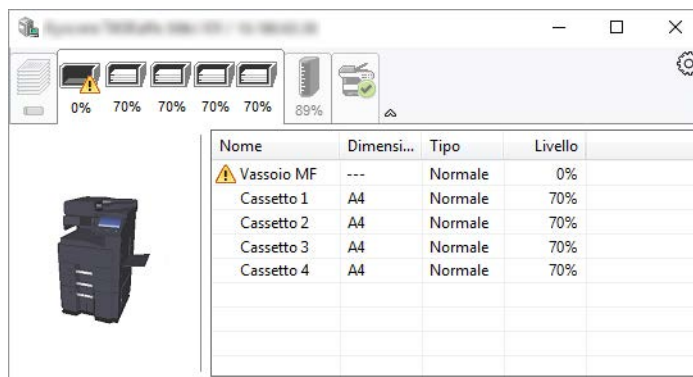 0% 70% 70% 70% 70% 89%
Nome Dimensi... Tipo Livello
Vassoio MF --- Normale 0%
Cassetto 1 A4 Normale 70%
Cassetto 2 A4 Normale 70%
Cassetto 3 A4 Normale 70%
Cassetto 4 A4 Normale 70%